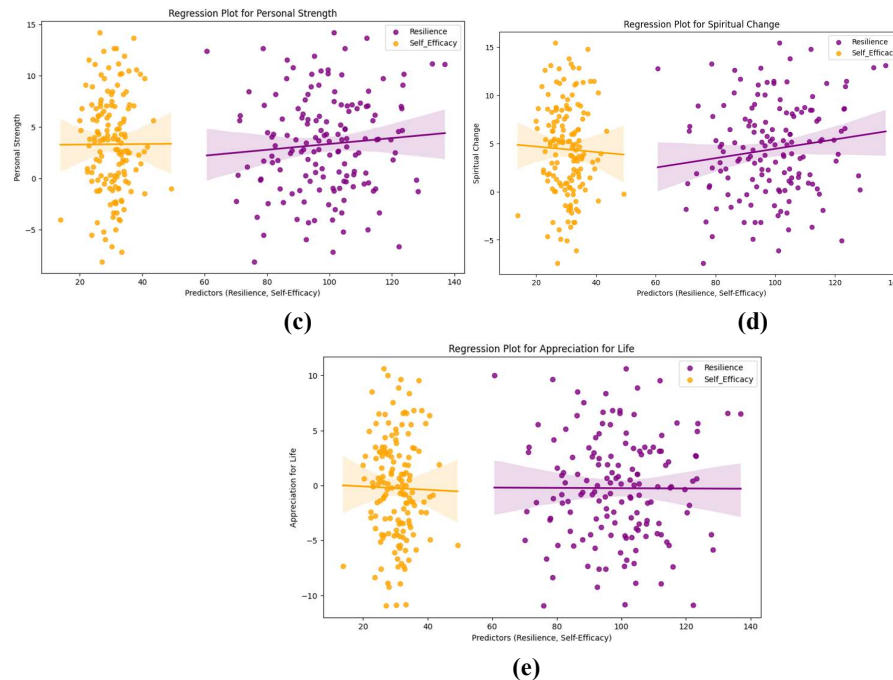 Regression Plot for Personal Strength
Resilience
Self_Efficacy
15
10
5
0
−5
Personal Strength
20
40
60
80
100
120
140
Predictors (Resilience, Self-Efficacy)
(c)
Regression Plot for Spiritual Change
Resilience
Self_Efficac
15
10
5
0
−5
Spiritual Change
20
40
60
80
100
120
Predictors (Resilience, Self-Efficacy)
(d)
Regression Plot for Appreciation for Life
Resilience
Self_Efficacy
10
5
0
−5
−10
Appreciation for Life
20
40
60
80
100
120
140
Predictors (Resilience, Self-Efficacy)
(e)